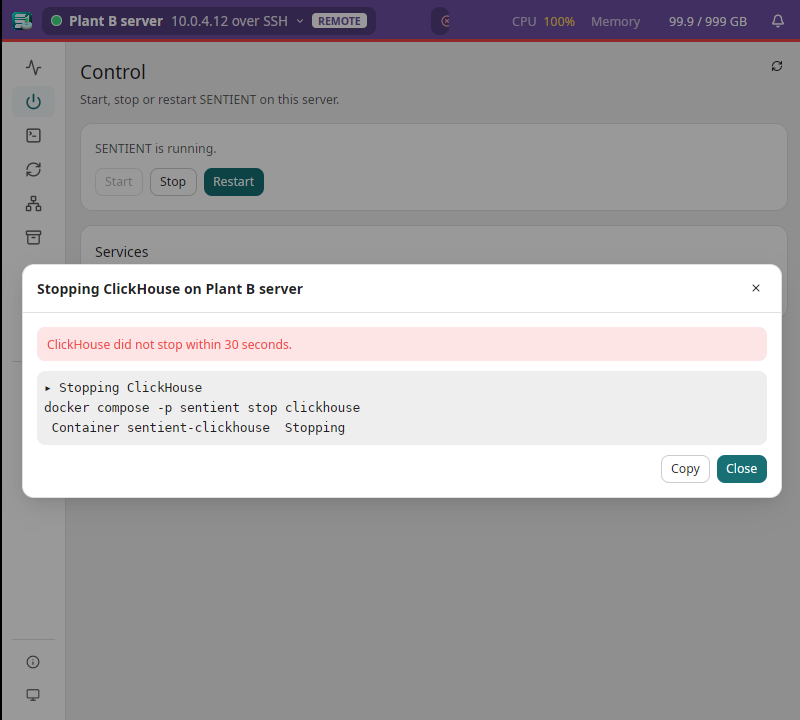 Plant B server 10.0.4.12 over SSH REMOTE CPU 100% Memory 99.9 / 999 GB
Control
Start, stop or restart SENTIENT on this server.
SENTIENT is running.
Start Stop Restart
Services
Stopping ClickHouse on Plant B server
ClickHouse did not stop within 30 seconds.
▸ Stopping ClickHouse
docker compose -p sentient stop clickhouse
Container sentient-clickhouse  Stopping
Copy Close